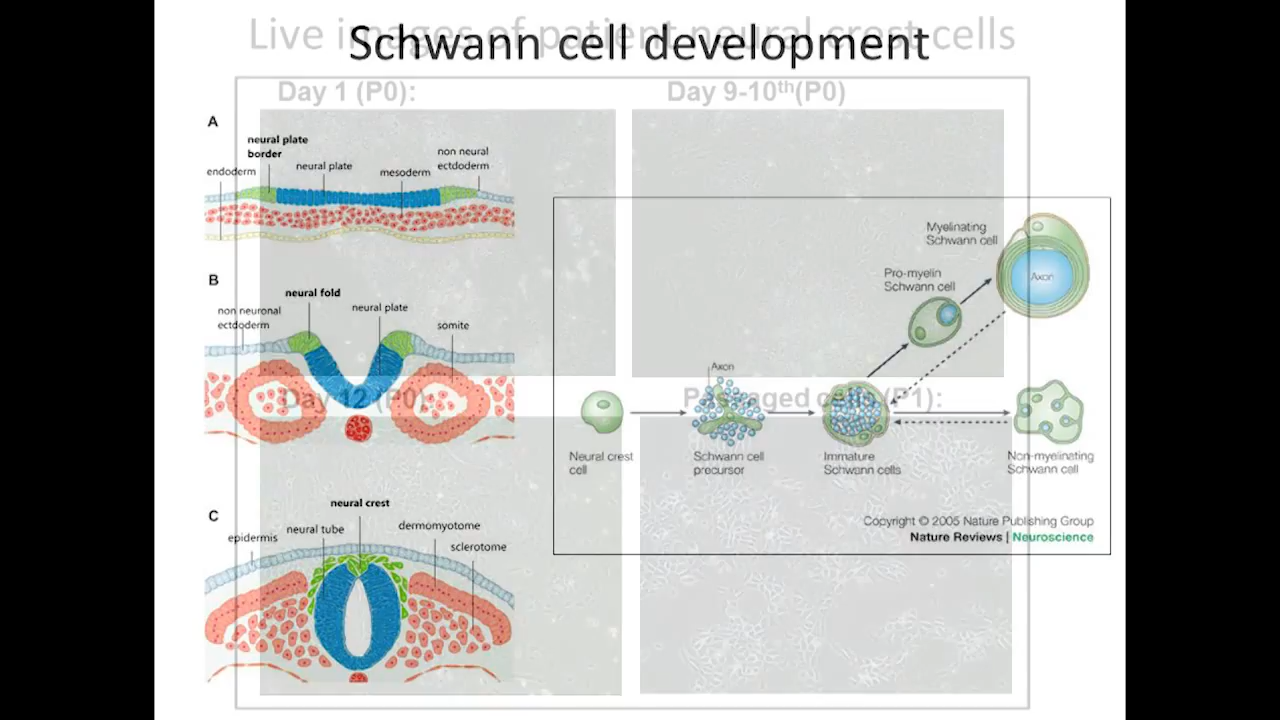 Live images of patient neural crest cells
Schwann cell development
Day 1 (P0):
Day 9-10th(P0)
A
neural plate
border
neural plate
non neural
ectdoderm
endoderm
mesoderm
B
neural fold
non neuronal
ectdoderm
neural plate
somite
Day 12 (P0):
Passaged cells (P1):
C
neural crest
epidermis
neural tube
dermomyotome
sclerotome
Myelinating
Schwann cell
Axon
Pro-myelin
Schwann cell
Axon
Neural crest
cell
Schwann cell
precursor
Immature
Schwann cells
Non-myelinating
Schwann cell
Copyright © 2005 Nature Publishing Group
Nature Reviews | Neuroscience